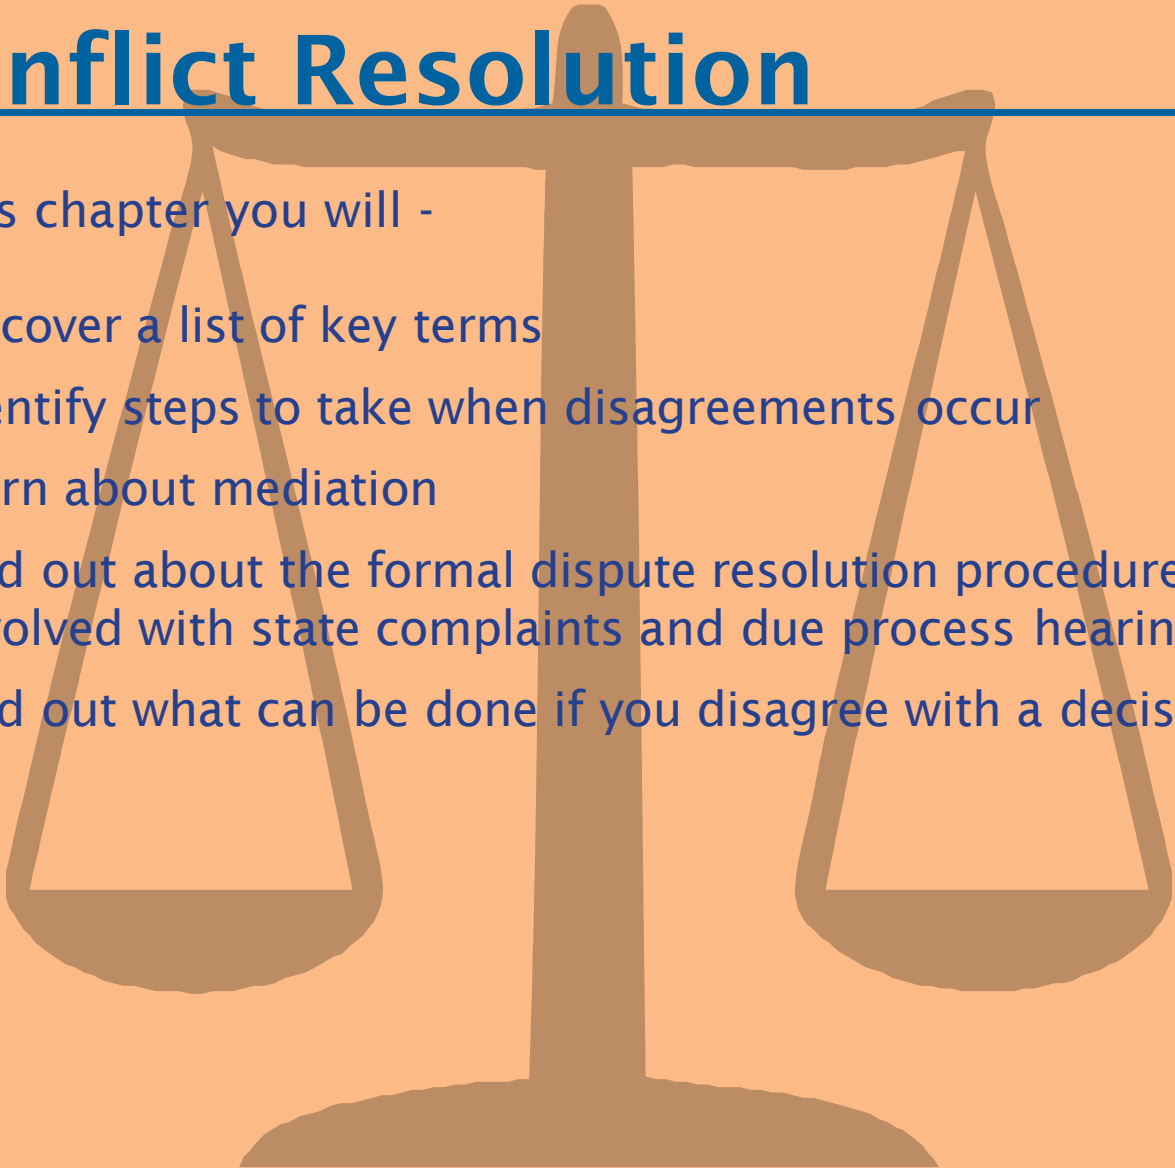 nflict Resolution
s chapter you will -
cover a list of key terms
entify steps to take when disagreements occur
rn about mediation
d out about the formal dispute resolution procedure
volved with state complaints and due process hearin
d out what can be done if you disagree with a decis